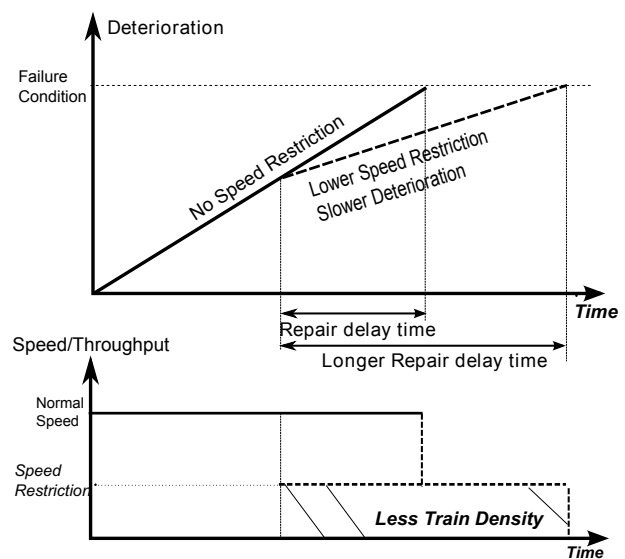 Deterioration
Failure
Condition
No Speed Restriction
Lower Speed Restriction
Slower Deterioration
Time
Repair delay time
Longer Repair delay time
Speed/Throughput
Normal
Speed
Speed
Restriction
Less Train Density
Time